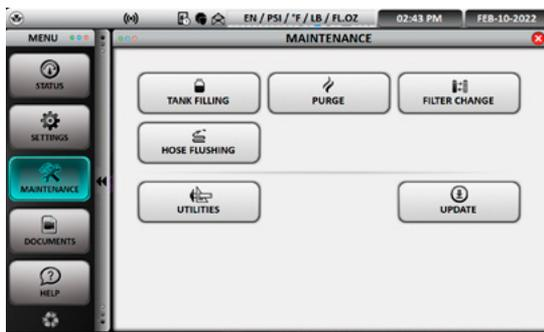 EN / PSI / °F / LB / FL.OZ 02:43 PM FEB-10-2022
MENU MAINTENANCE
STATUS
SETTINGS
MAINTENANCE
DOCUMENTS
HELP
TANK FILLING PURGE FILTER CHANGE
HOSE FLUSHING
UTILITIES UPDATE